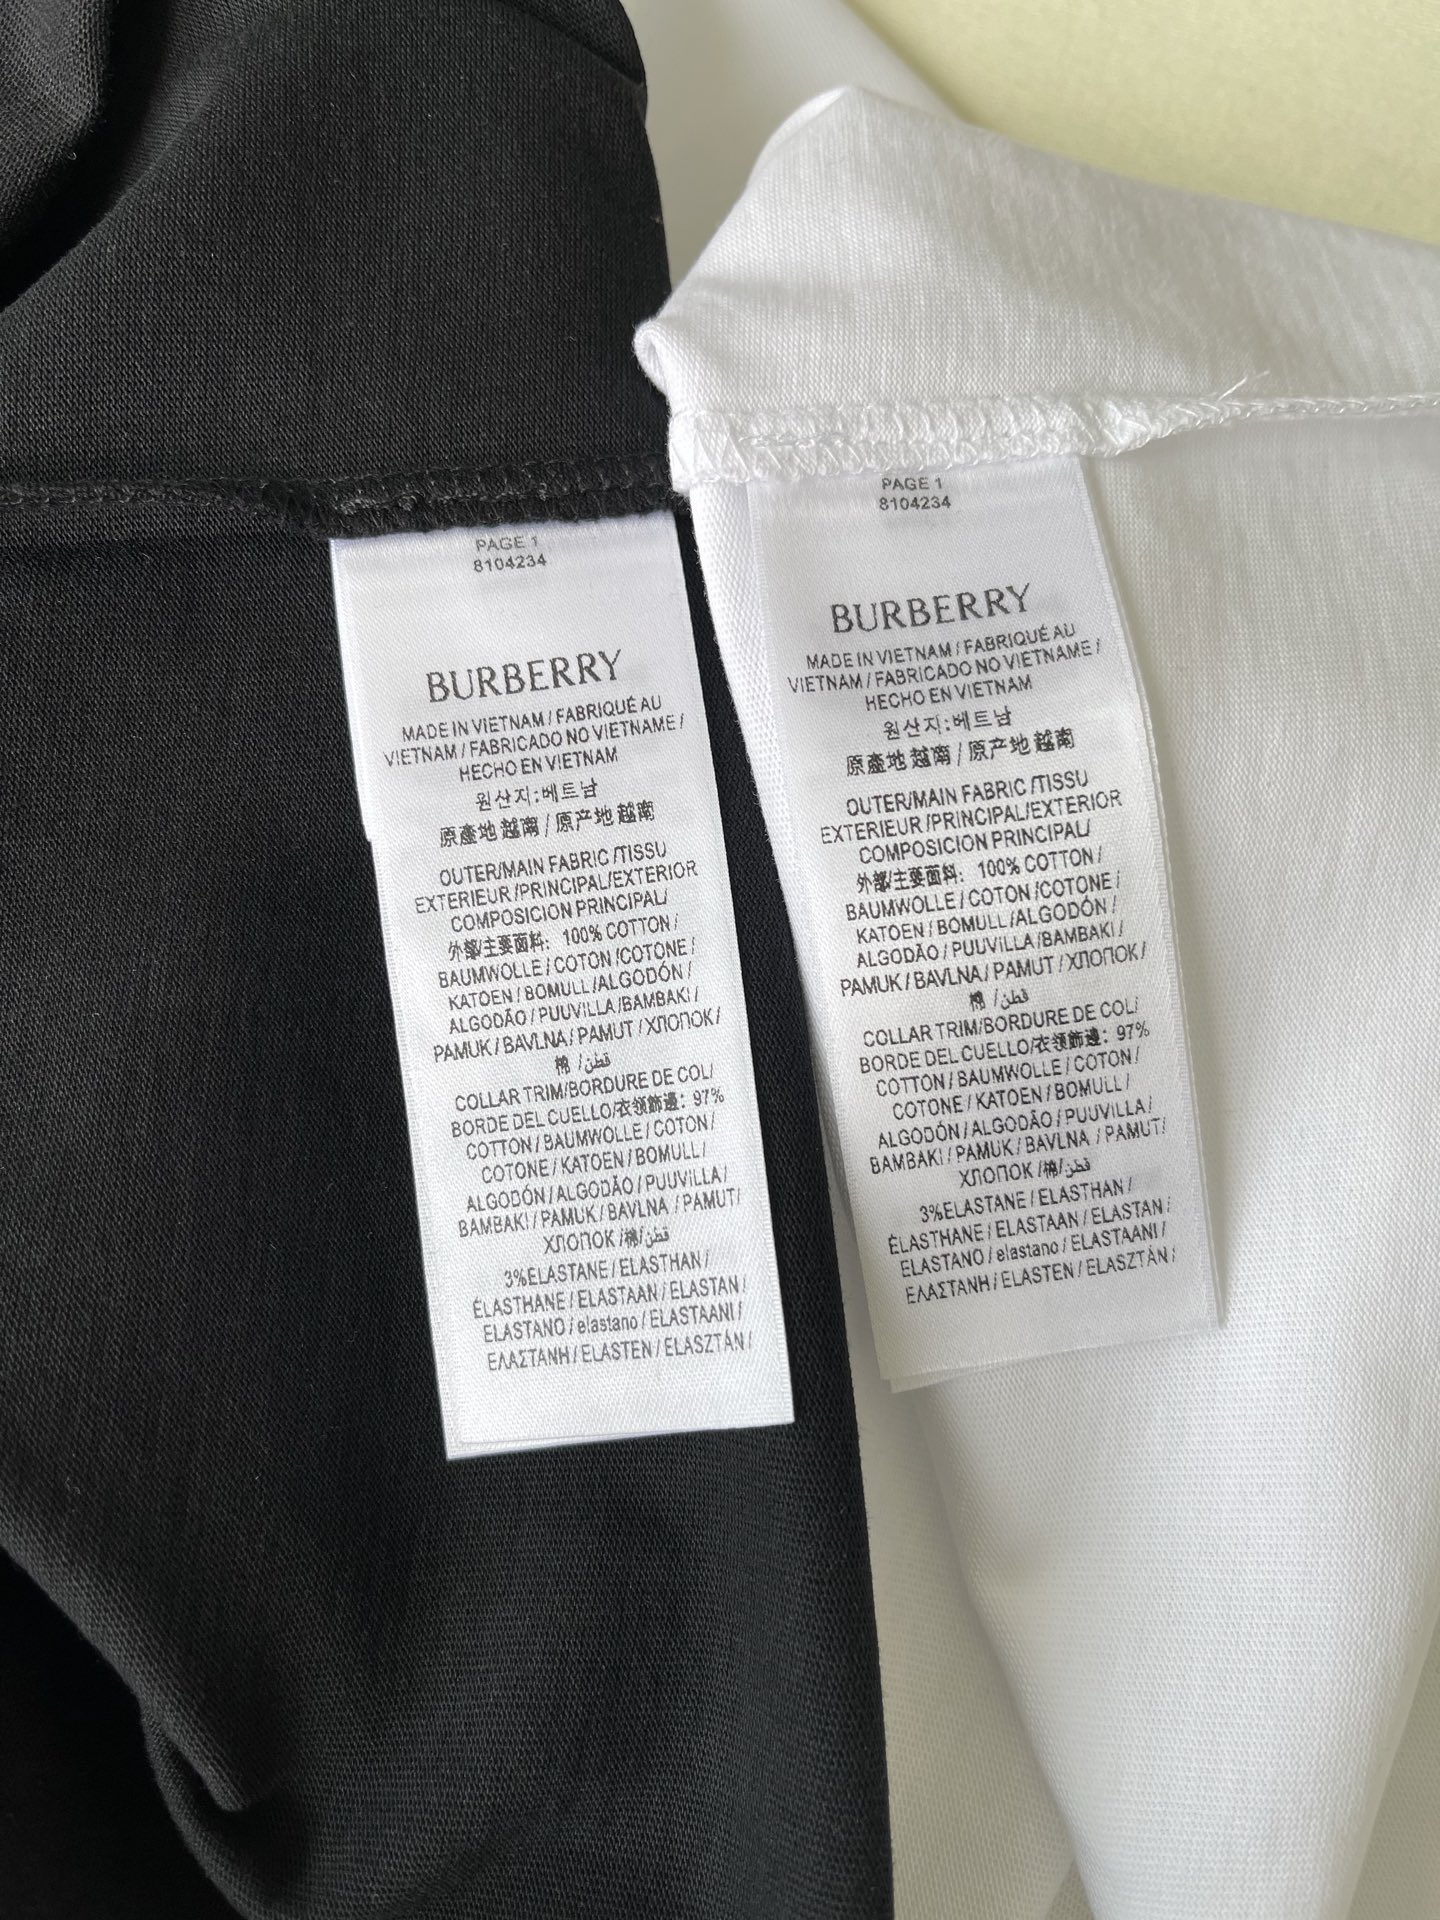 PAGE 1
8104234
BURBERRY
MADE IN VIETNAM / FABRIQUÉ AU
VIETNAM / FABRICADO NO VIETNAME /
HECHO EN VIETNAM
원산지:베트남
原產地 越南 / 原产地 越南
OUTER/MAIN FABRIC /TISSU
EXTERIEUR /PRINCIPAL/EXTERIOR
COMPOSICION PRINCIPAL/
外部/主要面料: 100% COTTON /
BAUMWOLLE / COTON /COTONE /
KATOEN / BOMULL /ALGODÓN /
ALGODÃO / PUUVILLA /BAMBAKI /
PAMUK / BAVLNA / PAMUT / ХЛОПОК /
棉 / قطن
COLLAR TRIM/BORDURE DE COL/
BORDE DEL CUELLO/衣领飾邊: 97%
COTTON / BAUMWOLLE / COTON /
COTONE / KATOEN / BOMULL /
ALGODÓN / ALGODÃO / PUUVILLA /
BAMBAKI / PAMUK / BAVLNA / PAMUT/
ХЛОПОК /棉/قطن
3%ELASTANE / ELASTHAN /
ÉLASTHANE / ELASTAAN / ELASTAN /
ELASTANO / elastano / ELASTAANI /
ΕΛΑΣΤΑΝΗ / ELASTEN / ELASZTÁN /
PAGE 1
8104234
BURBERRY
MADE IN VIETNAM / FABRIQUÉ AU
VIETNAM / FABRICADO NO VIETNAME /
HECHO EN VIETNAM
원산지:베트남
原產地 越南 / 原产地 越南
OUTER/MAIN FABRIC /TISSU
EXTERIEUR /PRINCIPAL/EXTERIOR
COMPOSICION PRINCIPAL/
外部/主要面料: 100% COTTON /
BAUMWOLLE / COTON /COTONE /
KATOEN / BOMULL /ALGODÓN /
ALGODÃO / PUUVILLA /BAMBAKI /
PAMUK / BAVLNA / PAMUT / ХЛОПОК /
棉 / قطن
COLLAR TRIM/BORDURE DE COL/
BORDE DEL CUELLO/衣领飾邊: 97%
COTTON / BAUMWOLLE / COTON /
COTONE / KATOEN / BOMULL /
ALGODÓN / ALGODÃO / PUUVILLA /
BAMBAKI / PAMUK / BAVLNA / PAMUT/
ХЛОПОК /棉/قطن
3%ELASTANE / ELASTHAN /
ÉLASTHANE / ELASTAAN / ELASTAN /
ELASTANO / elastano / ELASTAANI /
ΕΛΑΣΤΑΝΗ / ELASTEN / ELASZTÁN /